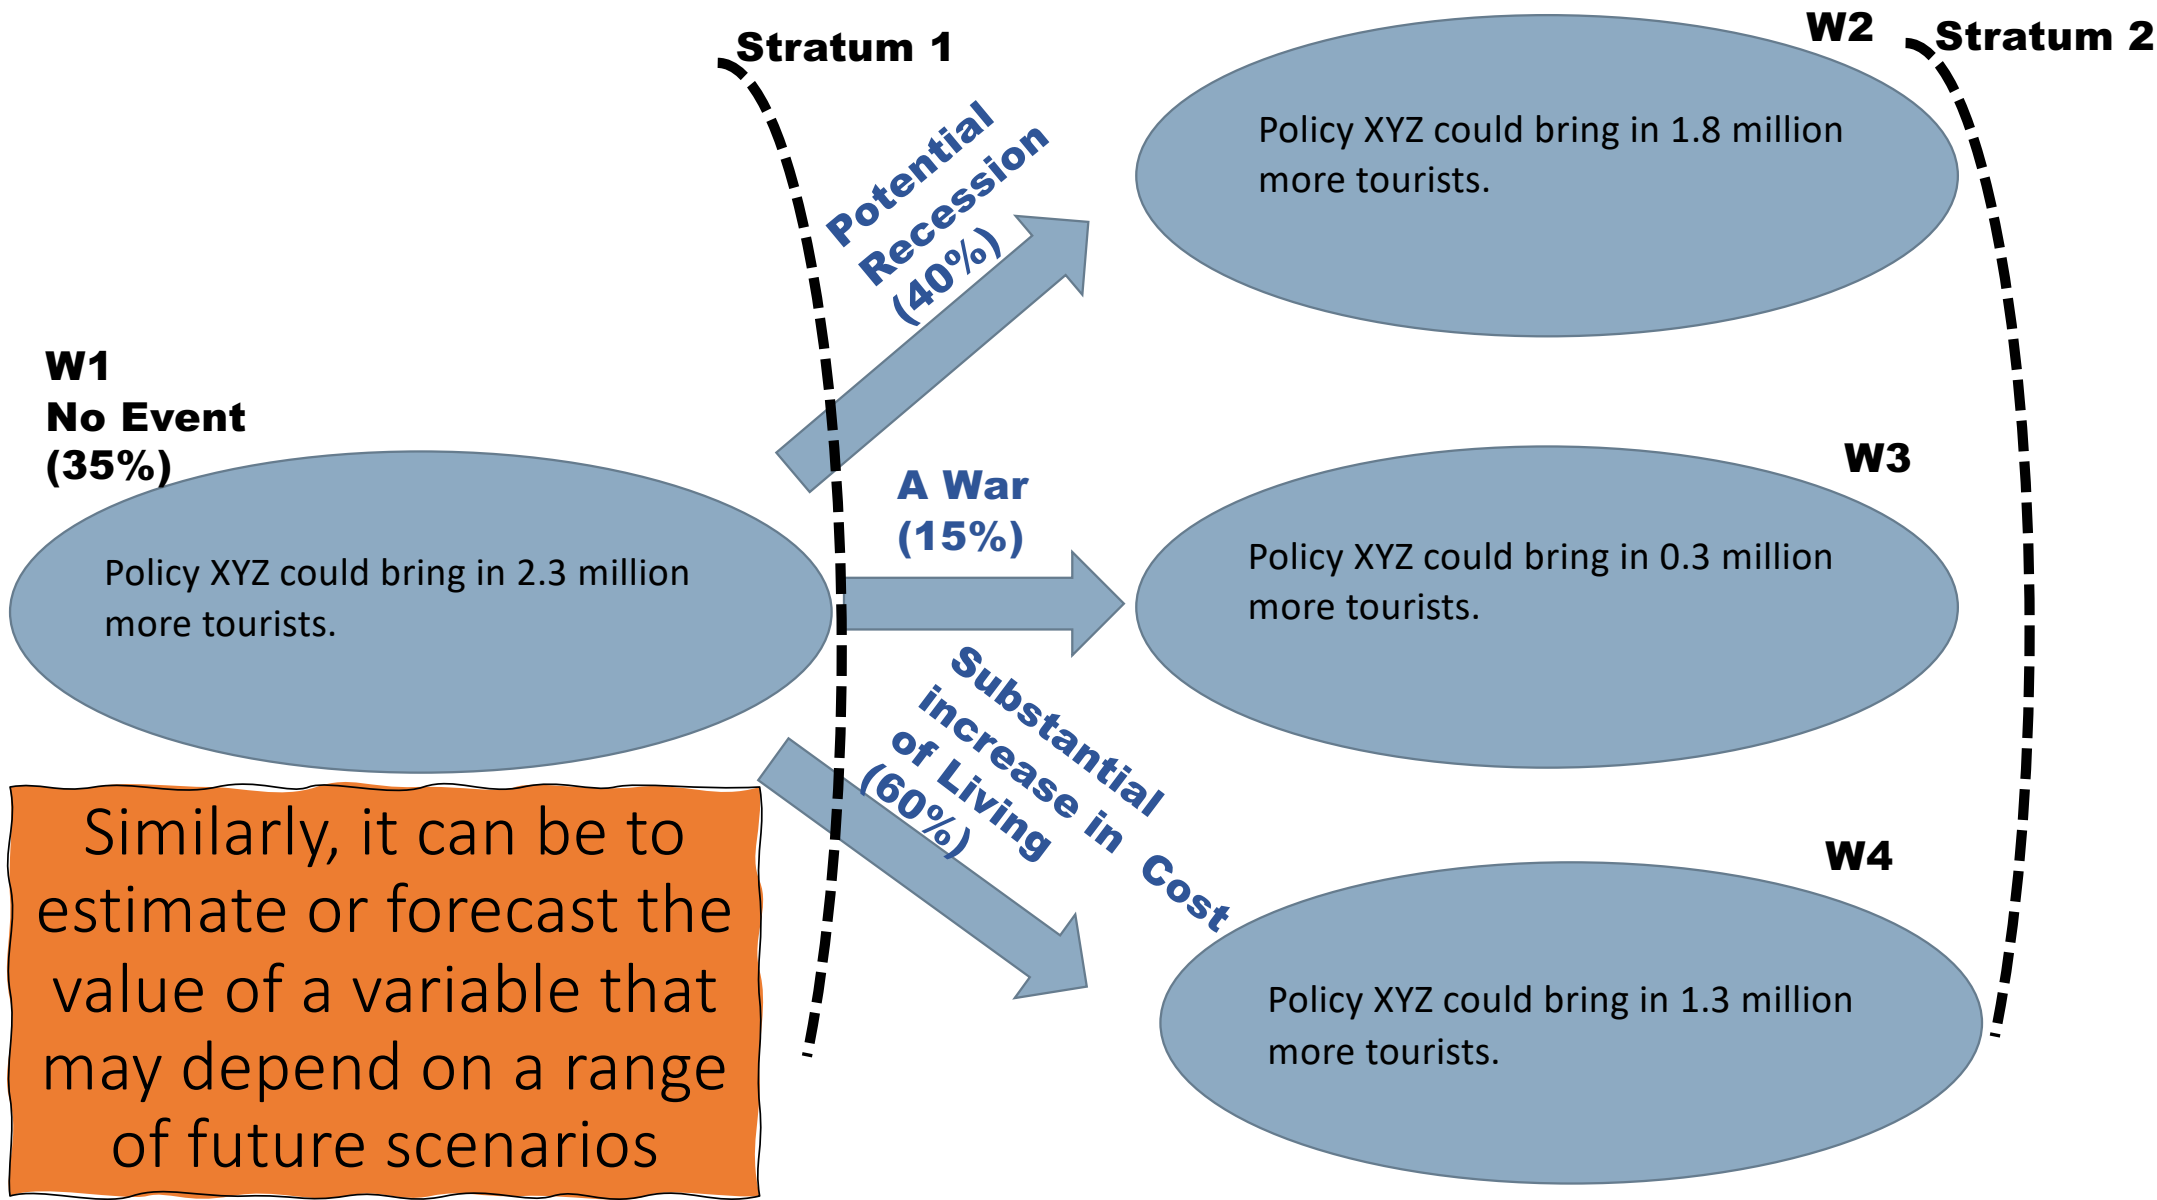 Stratum 1
W2
Stratum 2
Policy XYZ could bring in 1.8 million
more tourists.
Potential
Recession
(40%)
W1
No Event
(35%)
Policy XYZ could bring in 2.3 million
more tourists.
A War
(15%)
W3
Policy XYZ could bring in 0.3 million
more tourists.
Substantial
increase in Cost
of Living
(60%)
W4
Policy XYZ could bring in 1.3 million
more tourists.
Similarly, it can be to
estimate or forecast the
value of a variable that
may depend on a range
of future scenarios